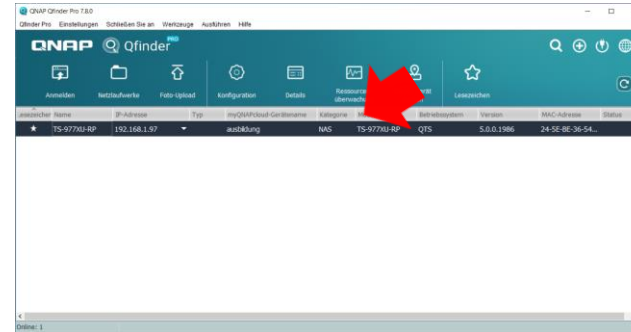 QNAP Qfinder Pro 7.8.0
Qfinder Pro Einstellungen Schließen Sie an Werkzeuge Ausführen Hilfe
QNAP Qfinder PRO
Anmelden Netzlaufwerke Foto-Upload Konfiguration Details Lesezeichen
Name IP-Adresse Typ myQNAPcloud-Gerätename Kategorie Betriebssystem Version MAC-Adresse Status
TS-977XU-RP 192.168.1.97 ausbildung NAS TS-977XU-RP QTS 5.0.0.1986 24-5E-BE-36-54...
Online: 1